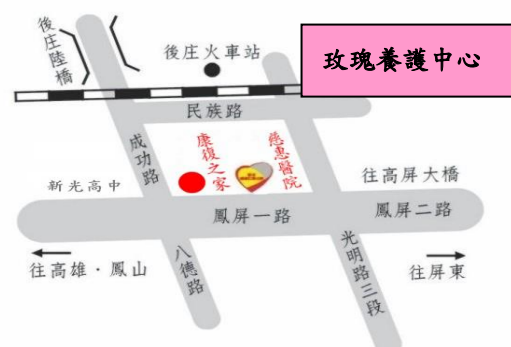 後庄陸橋
後庄火車站
玫瑰養護中心
民族路
成功路
康復之家
慈惠醫院
新光高中
往高屏大橋
鳳屏一路
鳳屏二路
往高雄・鳳山
八德路
光明路三段
往屏東